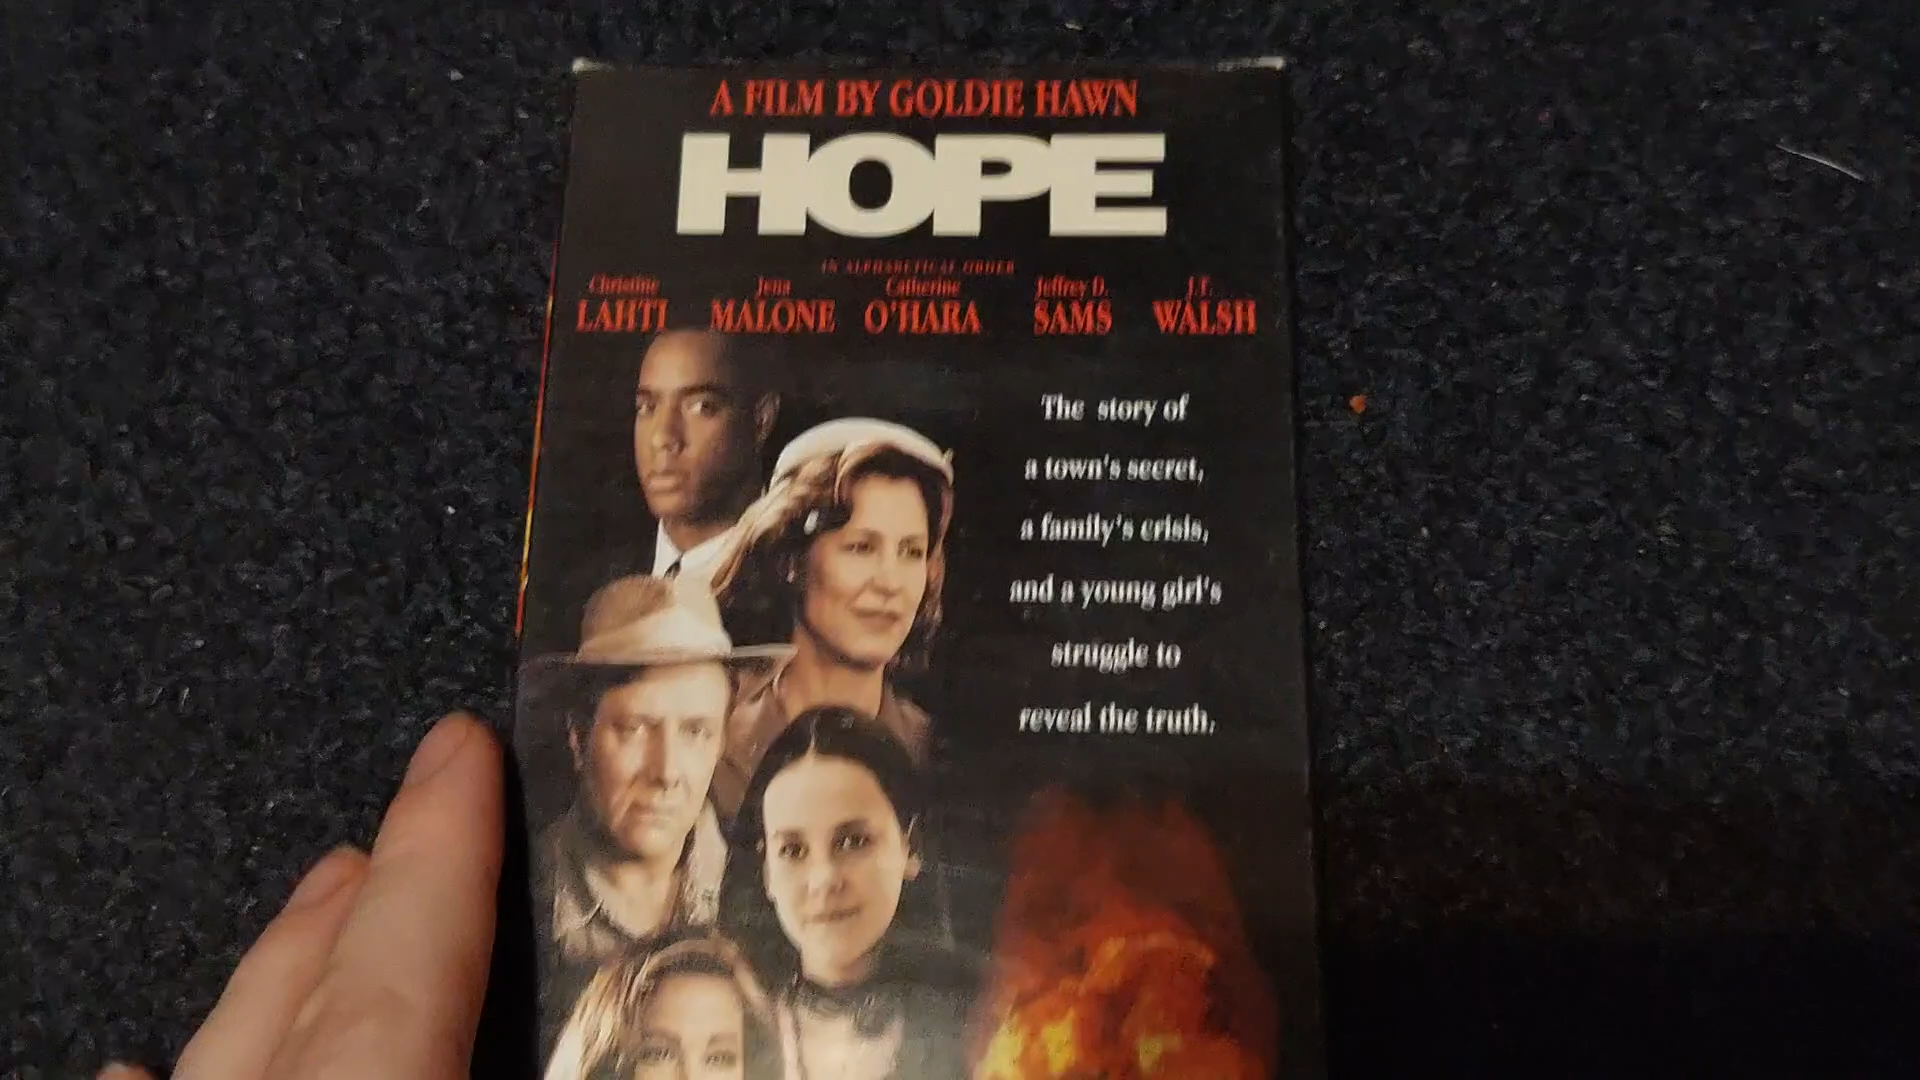 A FILM BY GOLDIE HAWN
HOPE
IN ALPHABETICAL ORDER
Christine LAHTI
Jena MALONE
Catherine O'HARA
Jeffrey D. SAMS
J.T. WALSH
The story of
a town's secret,
a family's crisis,
and a young girl's
struggle to
reveal the truth.